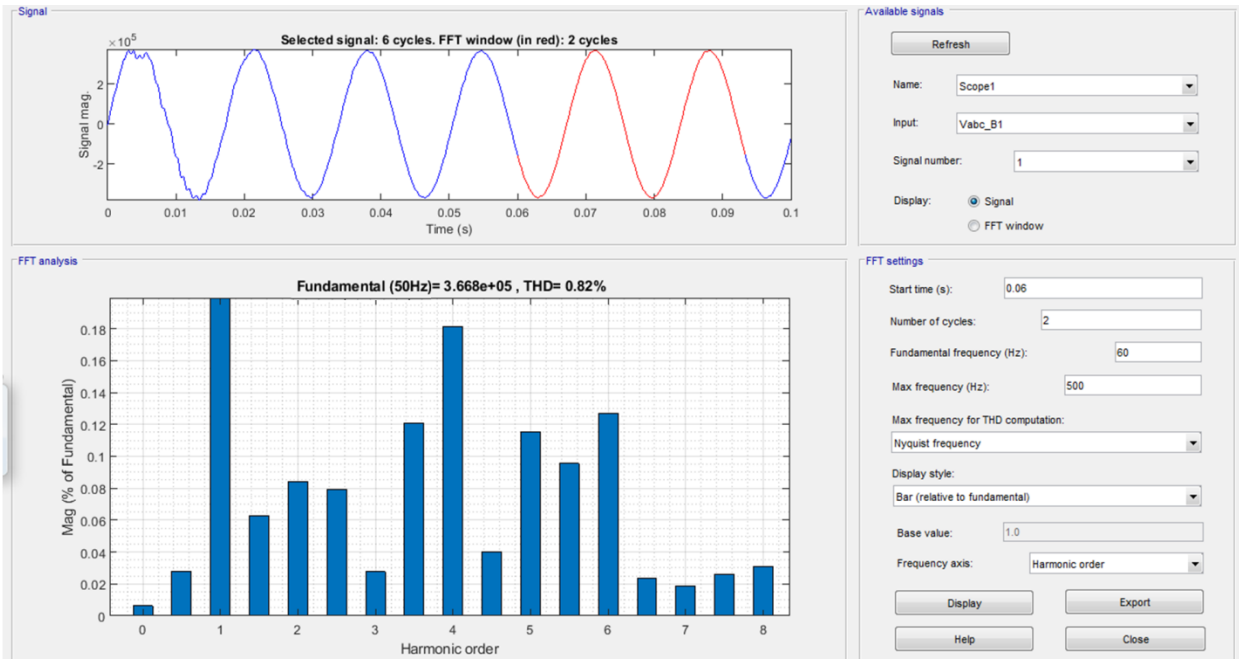 Signal
×10⁵
Selected signal: 6 cycles. FFT window (in red): 2 cycles
Signal mag.
2
0
-2
0 0.01 0.02 0.03 0.04 0.05 0.06 0.07 0.08 0.09 0.1
Time (s)
FFT analysis
Fundamental (50Hz)= 3.668e+05 , THD= 0.82%
Mag (% of Fundamental)
0.18
0.16
0.14
0.12
0.1
0.08
0.06
0.04
0.02
0
0 1 2 3 4 5 6 7 8
Harmonic order
Available signals
Refresh
Name: Scope1
Input: Vabc_B1
Signal number: 1
Display: Signal
FFT window
FFT settings
Start time (s): 0.06
Number of cycles: 2
Fundamental frequency (Hz): 60
Max frequency (Hz): 500
Max frequency for THD computation:
Nyquist frequency
Display style:
Bar (relative to fundamental)
Base value: 1.0
Frequency axis: Harmonic order
Display Export
Help Close